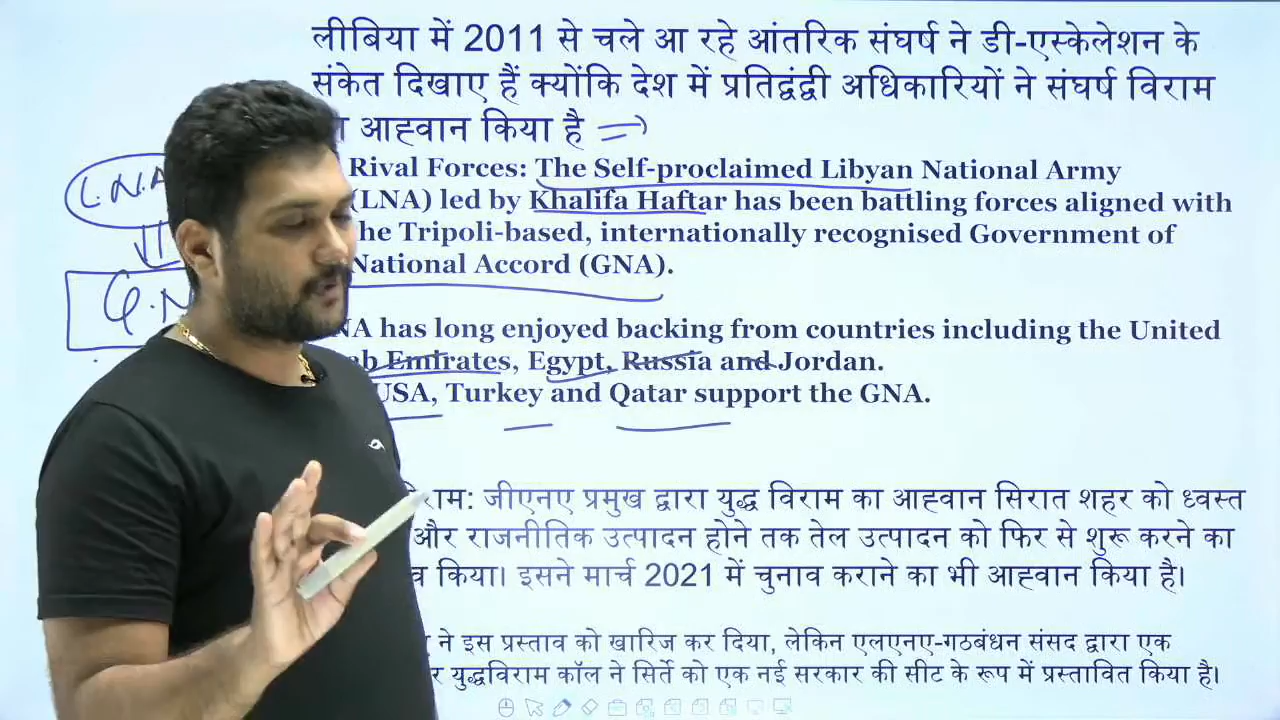 लीबिया में 2011 से चले आ रहे आंतरिक संघर्ष ने डी-एस्केलेशन के
संकेत दिखाए हैं क्योंकि देश में प्रतिद्वंद्वी अधिकारियों ने संघर्ष विराम
आह्वान किया है
Rival Forces: The Self-proclaimed Libyan National Army
L.N.A
(LNA) led by Khalifa Haftar has been battling forces aligned with
the Tripoli-based, internationally recognised Government of
National Accord (GNA).
G.N
has long enjoyed backing from countries including the United
Emirates, Egypt, Russia and Jordan.
USA, Turkey and Qatar support the GNA.
जीएनए प्रमुख द्वारा युद्ध विराम का आह्वान सिरात शहर को ध्वस्त
और राजनीतिक उत्पादन होने तक तेल उत्पादन को फिर से शुरू करने का
किया। इसने मार्च 2021 में चुनाव कराने का भी आह्वान किया है।
ने इस प्रस्ताव को खारिज कर दिया, लेकिन एलएनए-गठबंधन संसद द्वारा एक
युद्धविराम कॉल ने सिर्ते को एक नई सरकार की सीट के रूप में प्रस्तावित किया है।